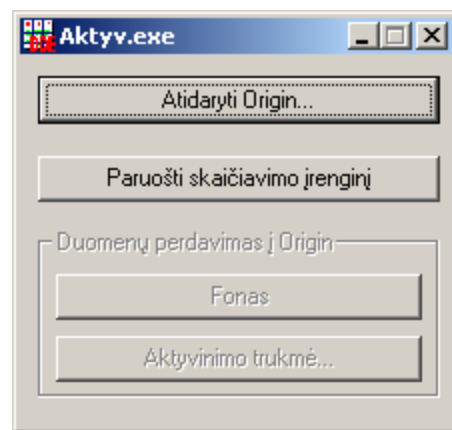 Aktyv.exe
Atidaryti Origin...
Paruošti skaičiavimo įrenginį
Duomenų perdavimas į Origin
Fonas
Aktyvinimo trukmė...